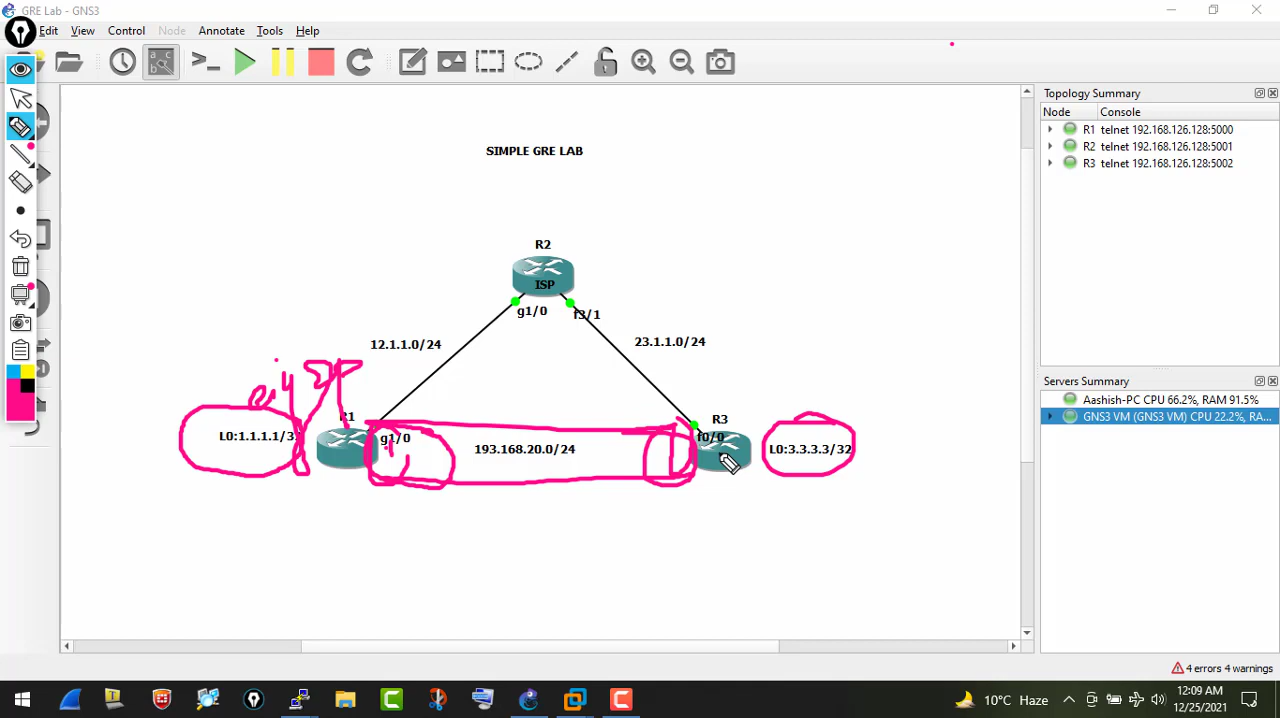 GRE Lab - GNS3
Edit View Control Node Annotate Tools Help
SIMPLE GRE LAB
R2
ISP
g1/0
f3/1
12.1.1.0/24
23.1.1.0/24
R1
R3
g1/0
f0/0
L0:1.1.1.1/3
193.168.20.0/24
L0:3.3.3.3/32
Topology Summary
Node Console
R1 telnet 192.168.126.128:5000
R2 telnet 192.168.126.128:5001
R3 telnet 192.168.126.128:5002
Servers Summary
Aashish-PC CPU 66.2%, RAM 91.5%
GNS3 VM (GNS3 VM) CPU 22.2%, RA...
4 errors 4 warnings
10°C Haze
12:09 AM
12/25/2021